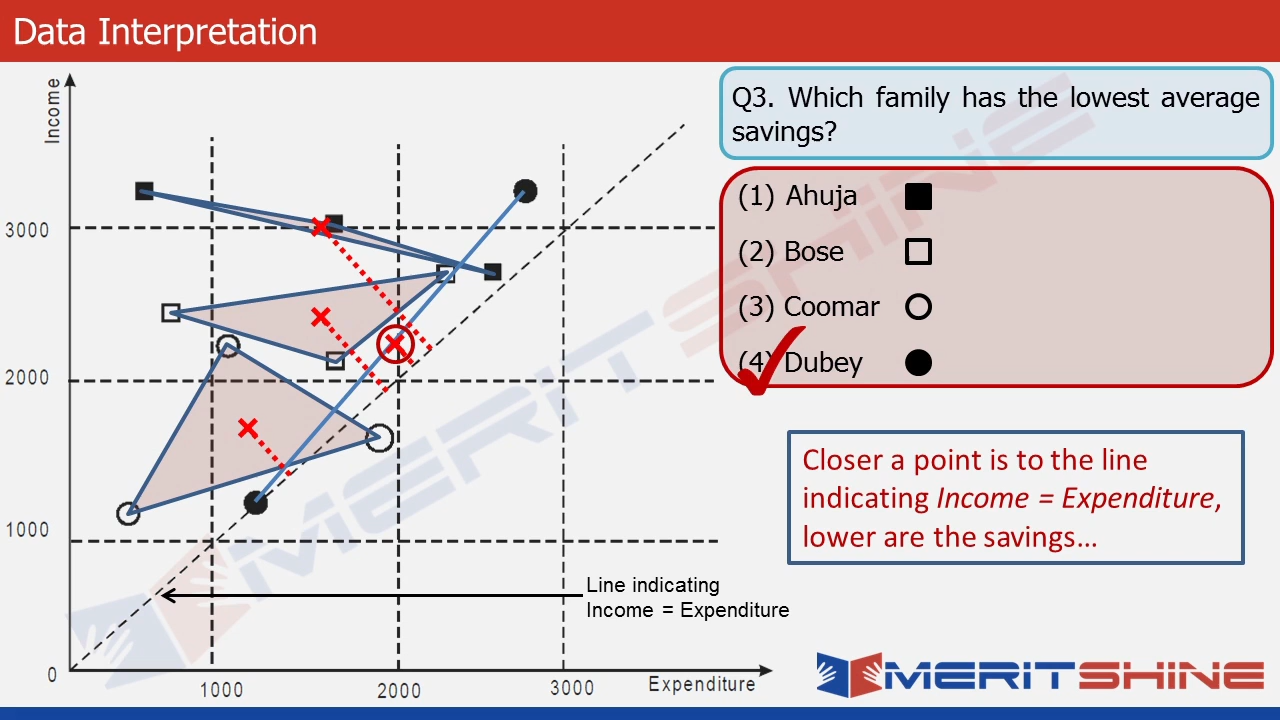 Data Interpretation
Income
3000
2000
1000
0
1000
2000
3000
Expenditure
Line indicating
Income = Expenditure
Q3. Which family has the lowest average
savings?
(1) Ahuja
(2) Bose
(3) Coomar
(4) Dubey
Closer a point is to the line
indicating Income = Expenditure,
lower are the savings...
MERITSHINE
MERITSHINE